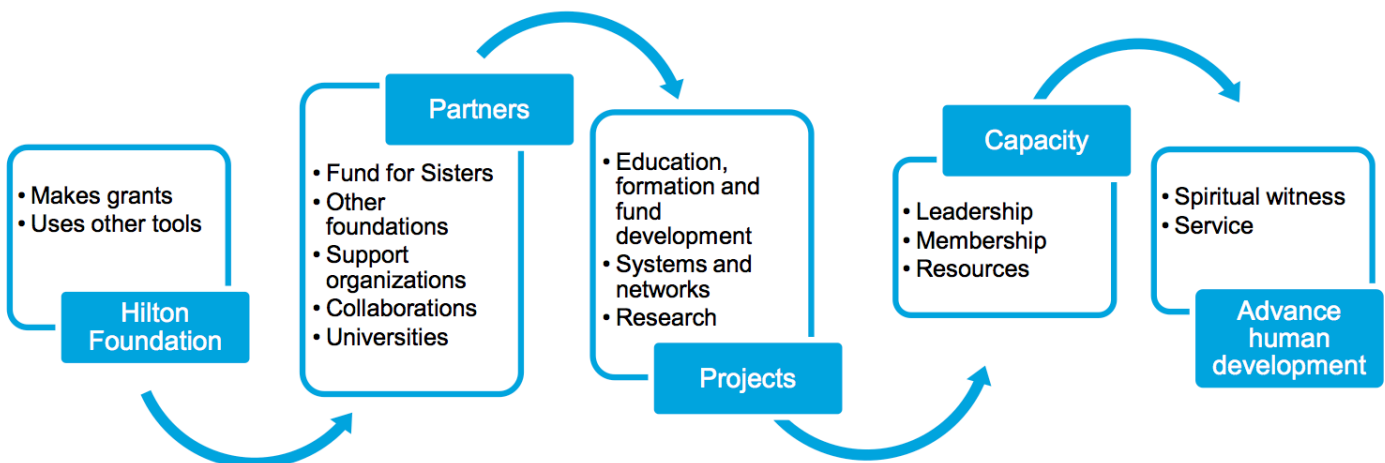 • Makes grants
• Uses other tools
Hilton
Foundation
Partners
• Fund for Sisters
• Other
foundations
• Support
organizations
• Collaborations
• Universities
• Education,
formation and
fund
development
• Systems and
networks
• Research
Projects
Capacity
• Leadership
• Membership
• Resources
• Spiritual witness
• Service
Advance
human
development